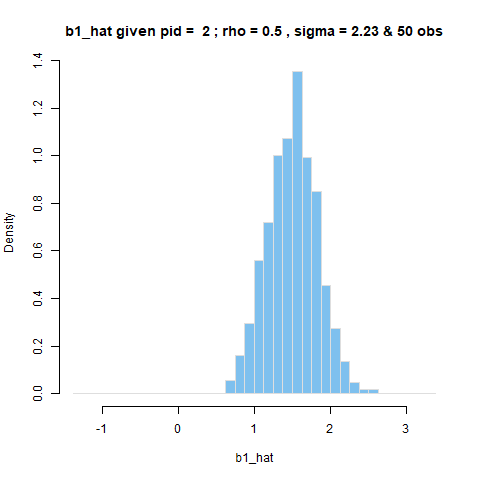 b1_hat given pid =  2 ; rho = 0.5 , sigma = 2.23 & 50 obs
Density
1.4
1.2
1.0
0.8
0.6
0.4
0.2
0.0
-1 0 1 2 3
b1_hat